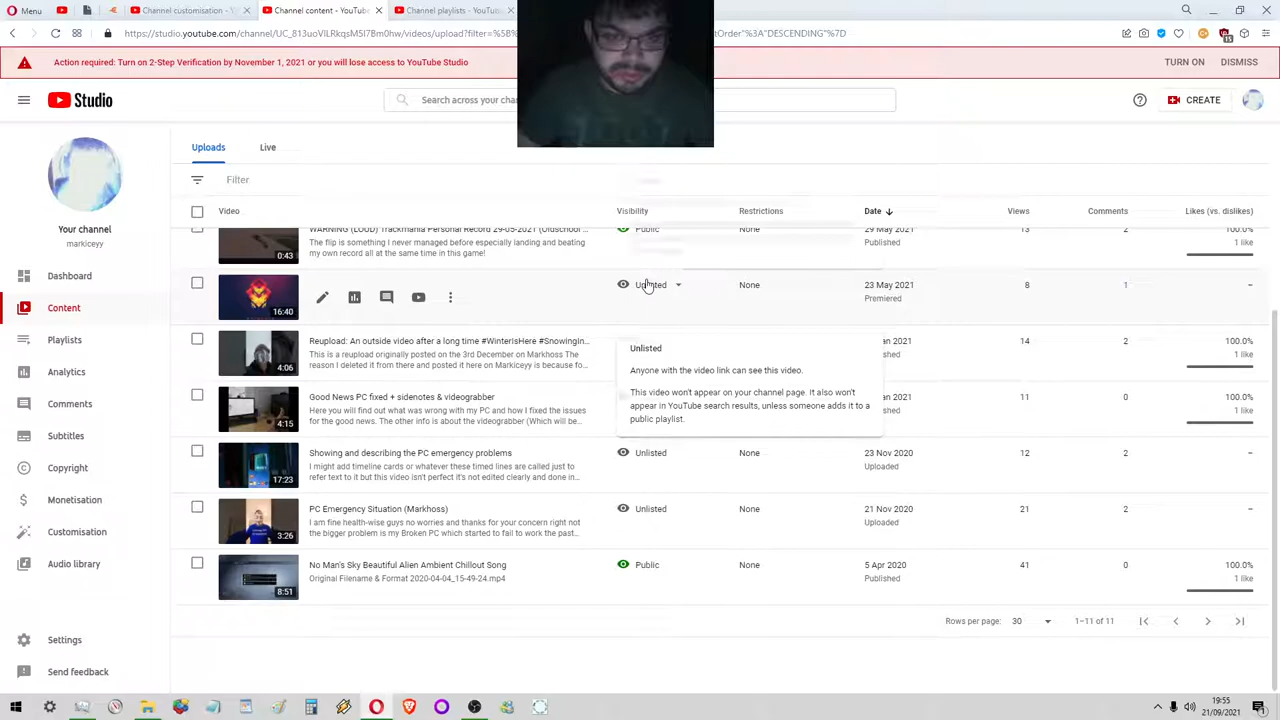 Menu
Channel customisation - YouTube
Channel content - YouTube
Channel playlists - YouTube
https://studio.youtube.com/channel/
15
Action required: Turn on 2-Step Verification by November 1, 2021 or you will lose access to YouTube Studio
TURN ON
DISMISS
Studio
Search across your
CREATE
Your channel
markiceyy
Dashboard
Content
Playlists
Analytics
Comments
Subtitles
Copyright
Monetisation
Customisation
Audio library
Settings
Send feedback
Uploads
Live
Filter
Video
Visibility
Restrictions
Date
Views
Comments
Likes (vs. dislikes)
WARNING (LOUD) Trackmania Personal Record 29-05-2021 (Oldschool ...
The flip is something I never managed before especially landing and beating
my own record all at the same time in this game!
0:43
Public
None
29 May 2021
Published
13
2
100.0%
1 like
16:40
Unlisted
None
23 May 2021
Premiered
8
1
–
Reupload: An outside video after a long time #WinterIsHere #SnowingIn...
This is a reupload originally posted on the 3rd December on Markhoss The
reason I deleted it from there and posted it here on Markiceyy is because fo...
4:06
an 2021
14
2
100.0%
1 like
Unlisted
Anyone with the video link can see this video.
This video won't appear on your channel page. It also won't
appear in YouTube search results, unless someone adds it to a
public playlist.
Good News PC fixed + sidenotes & videograbber
Here you will find out what was wrong with my PC and how I fixed the issues
for the good news. The other info is about the videograbber (Which will be...
4:15
an 2021
11
0
100.0%
1 like
Showing and describing the PC emergency problems
I might add timeline cards or whatever these timed lines are called just to
refer text to it but this video isn't perfect it's not edited clearly and done in...
17:23
Unlisted
None
23 Nov 2020
Uploaded
12
2
–
PC Emergency Situation (Markhoss)
I am fine health-wise guys no worries and thanks for your concern right not
the bigger problem is my Broken PC which started to fail to work the past...
3:26
Unlisted
None
21 Nov 2020
Uploaded
21
2
–
No Man's Sky Beautiful Alien Ambient Chillout Song
Original Filename & Format 2020-04-04_15-49-24.mp4
8:51
Public
None
5 Apr 2020
Published
41
0
100.0%
1 like
Rows per page: 30
1–11 of 11
19:55
21/09/2021